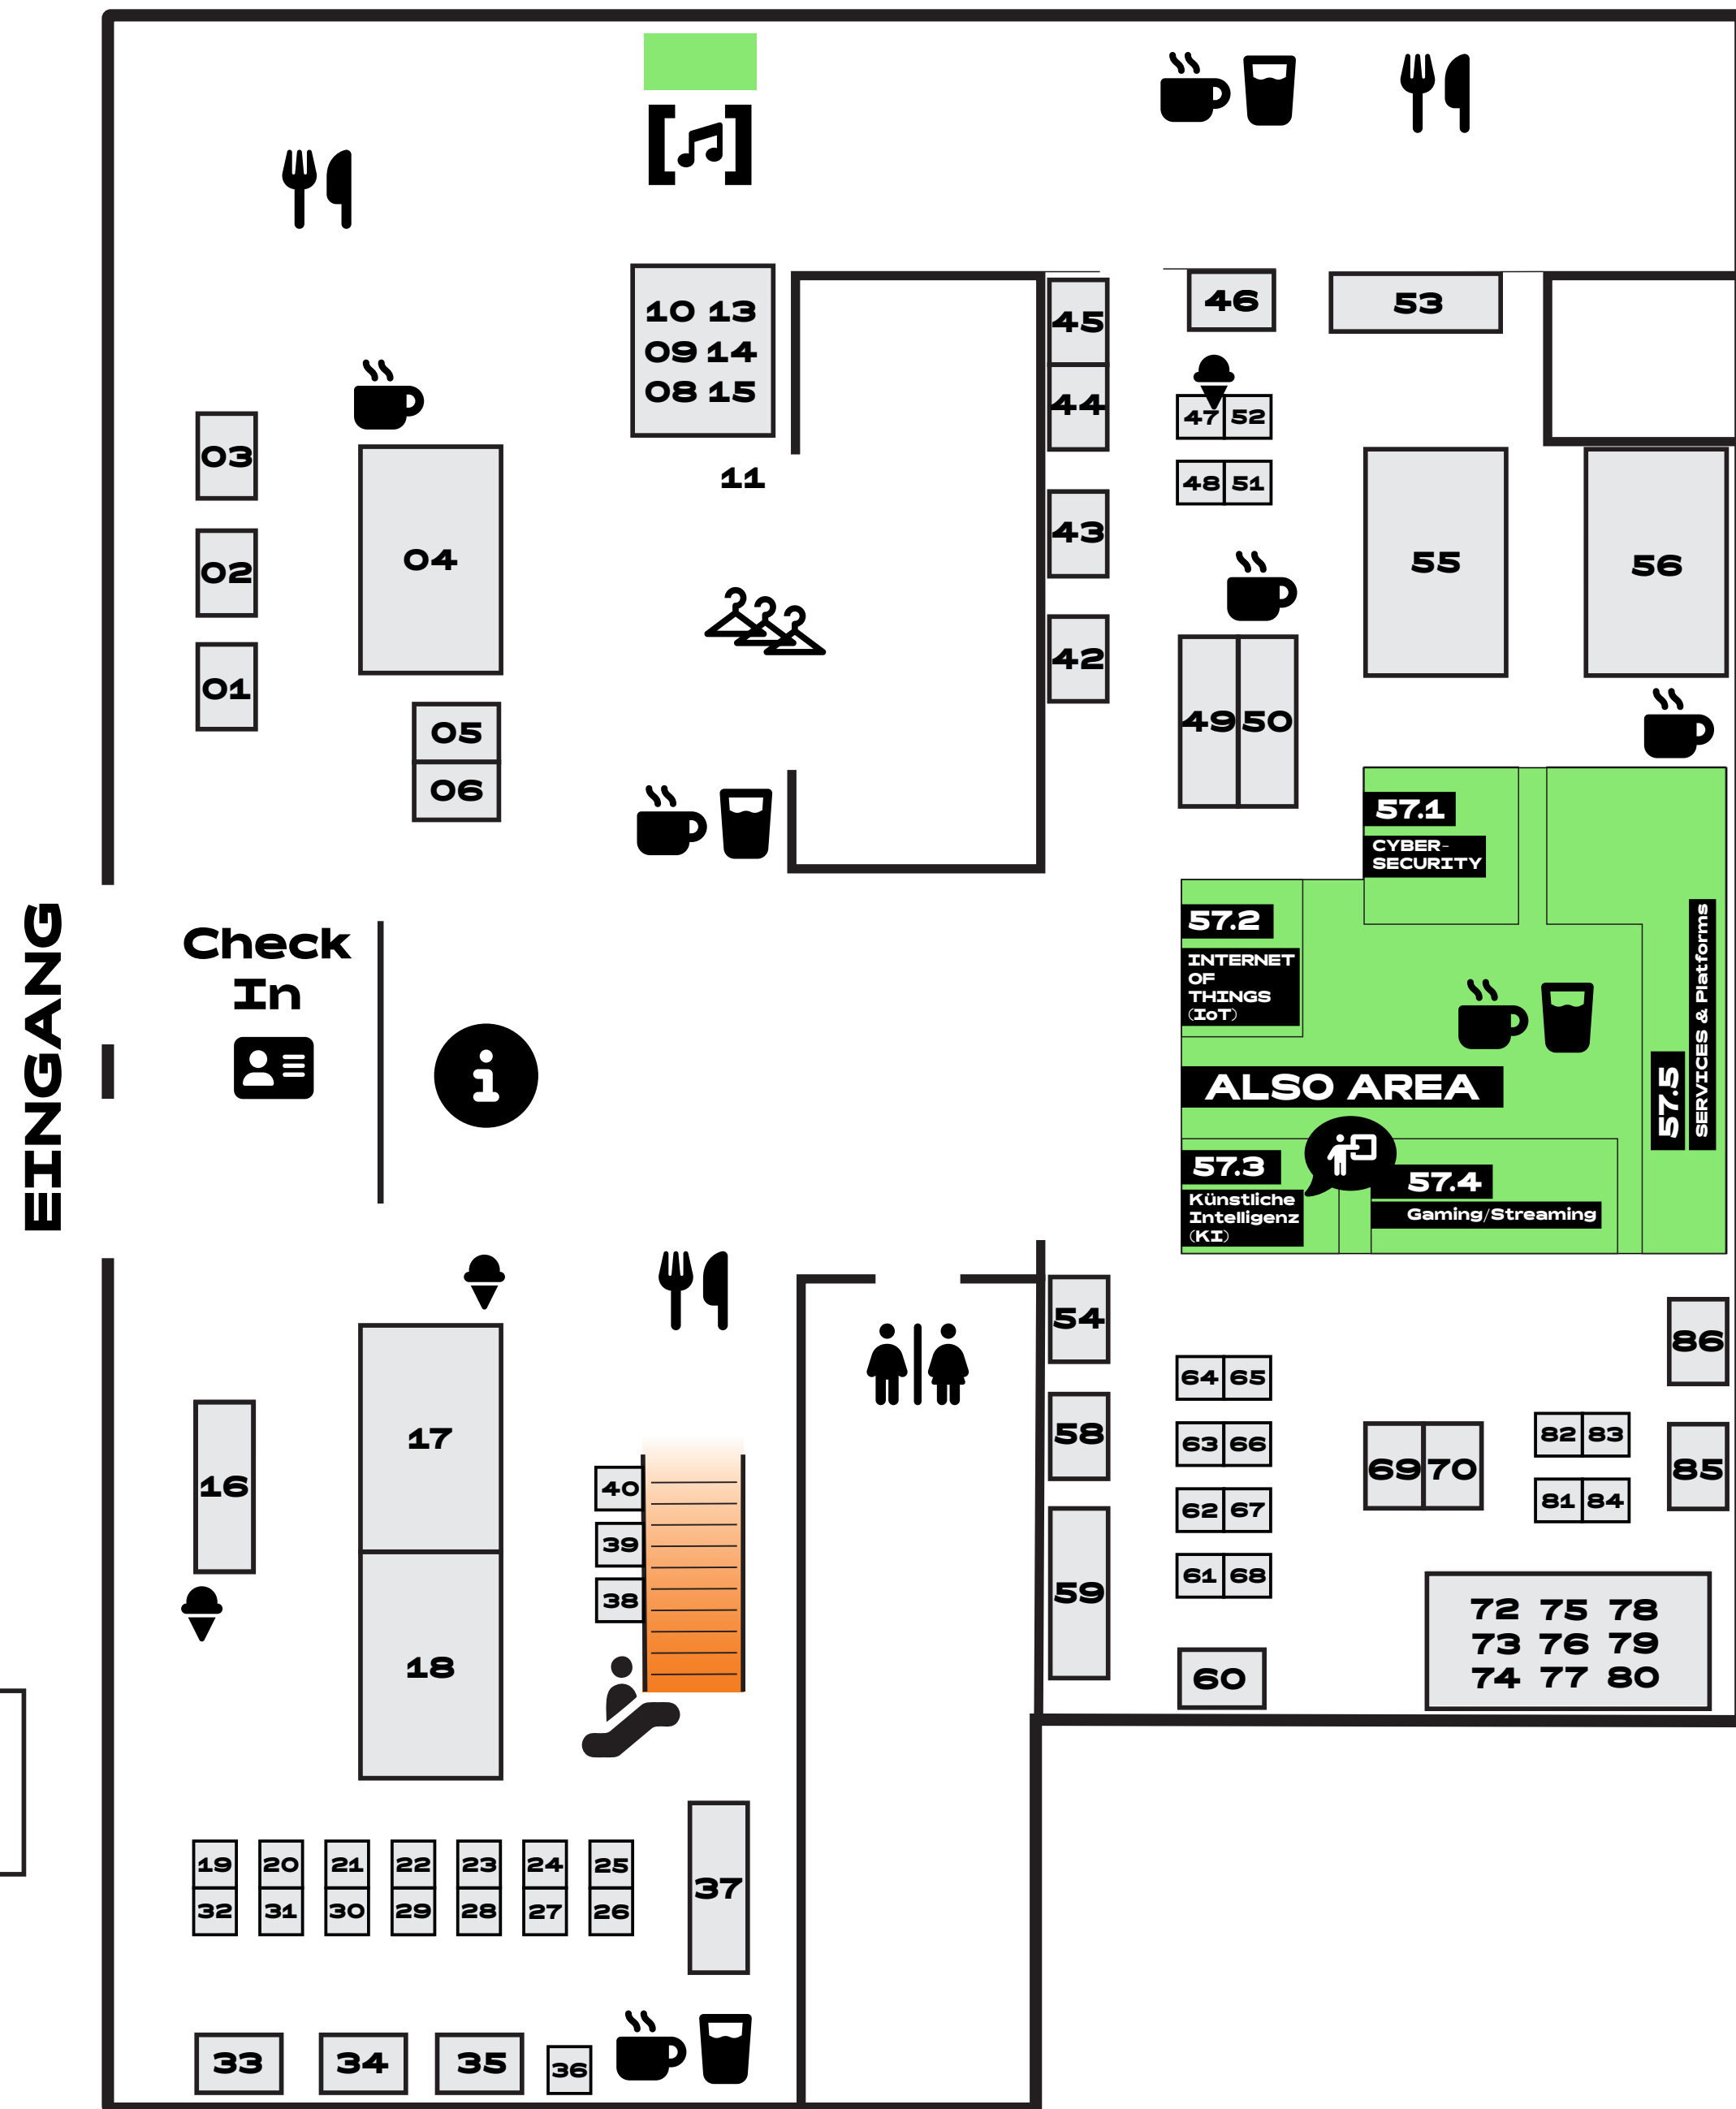 10 13
09 14
08 15
11
03
02
01
04
05
06
45
44
43
42
46
53
47 52
48 51
49 50
55
56
57.1
CYBER-
SECURITY
57.2
INTERNET
OF
THINGS
(IoT)
ALSO AREA
57.3
Künstliche
Intelligenz
(KI)
57.4
Gaming/Streaming
57.5
SERVICES & Platforms
EINGANG
Check
In
i
16
17
18
40
39
38
54
58
59
64 65
63 66
62 67
61 68
60
69 70
82 83
81 84
86
85
72 75 78
73 76 79
74 77 80
19 20 21 22 23 24 25
32 31 30 29 28 27 26
37
33 34 35 36